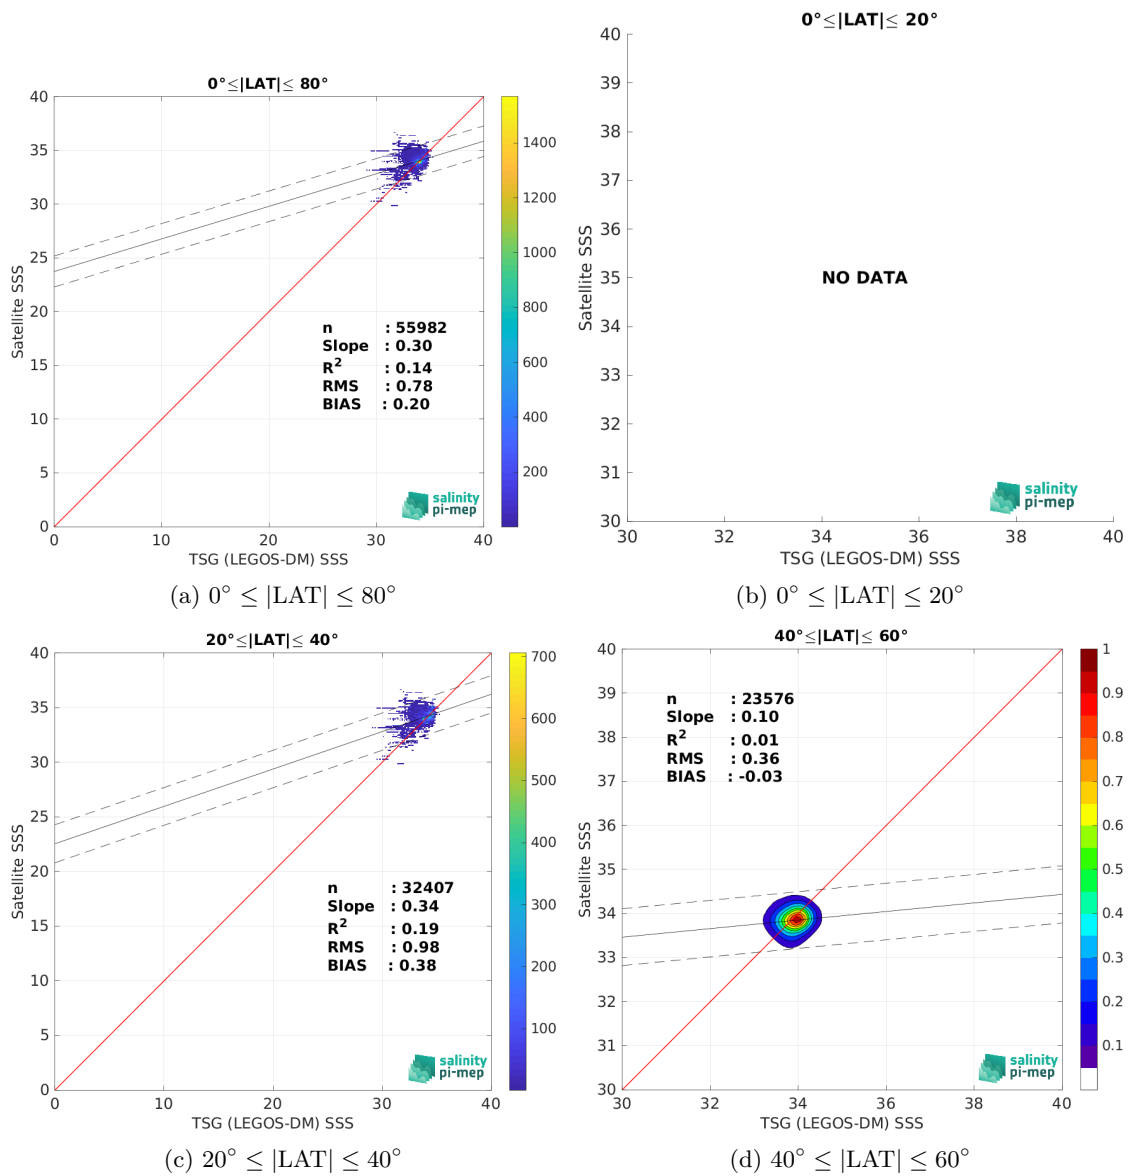 0°≤|LAT|≤ 80°
40
35
30
25
20
15
10
5
0
0
10
20
30
40
Satellite SSS
TSG (LEGOS-DM) SSS
n : 55982
Slope : 0.30
R² : 0.14
RMS : 0.78
BIAS : 0.20
salinity
pi-mep
1400
1200
1000
800
600
400
200
(a) 0° ≤ |LAT| ≤ 80°
0°≤|LAT|≤ 20°
40
39
38
37
36
35
34
33
32
31
30
30
32
34
36
38
40
Satellite SSS
TSG (LEGOS-DM) SSS
NO DATA
salinity
pi-mep
(b) 0° ≤ |LAT| ≤ 20°
20°≤|LAT|≤ 40°
40
35
30
25
20
15
10
5
0
0
10
20
30
40
Satellite SSS
TSG (LEGOS-DM) SSS
n : 32407
Slope : 0.34
R² : 0.19
RMS : 0.98
BIAS : 0.38
salinity
pi-mep
700
600
500
400
300
200
100
(c) 20° ≤ |LAT| ≤ 40°
40°≤|LAT|≤ 60°
40
39
38
37
36
35
34
33
32
31
30
30
32
34
36
38
40
Satellite SSS
TSG (LEGOS-DM) SSS
n : 23576
Slope : 0.10
R² : 0.01
RMS : 0.36
BIAS : -0.03
salinity
pi-mep
1
0.9
0.8
0.7
0.6
0.5
0.4
0.3
0.2
0.1
(d) 40° ≤ |LAT| ≤ 60°